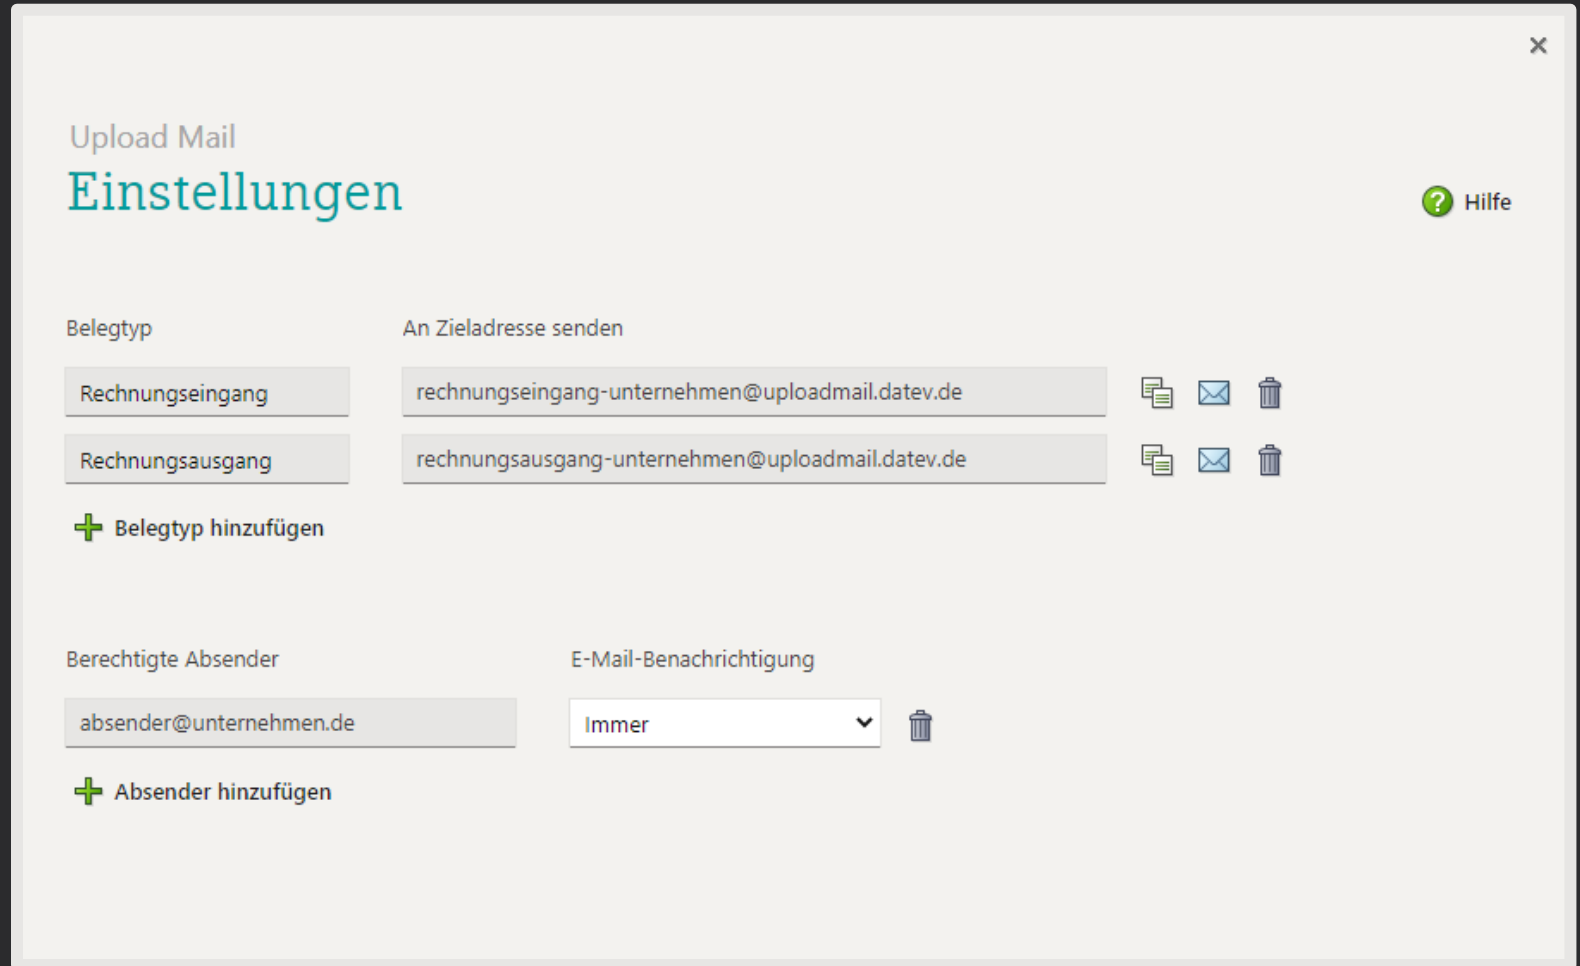 Upload Mail
Einstellungen
Hilfe
Belegtyp An Zieladresse senden
Rechnungseingang rechnungseingang-unternehmen@uploadmail.datev.de
Rechnungsausgang rechnungsausgang-unternehmen@uploadmail.datev.de
Belegtyp hinzufügen
Berechtigte Absender E-Mail-Benachrichtigung
absender@unternehmen.de Immer
Absender hinzufügen